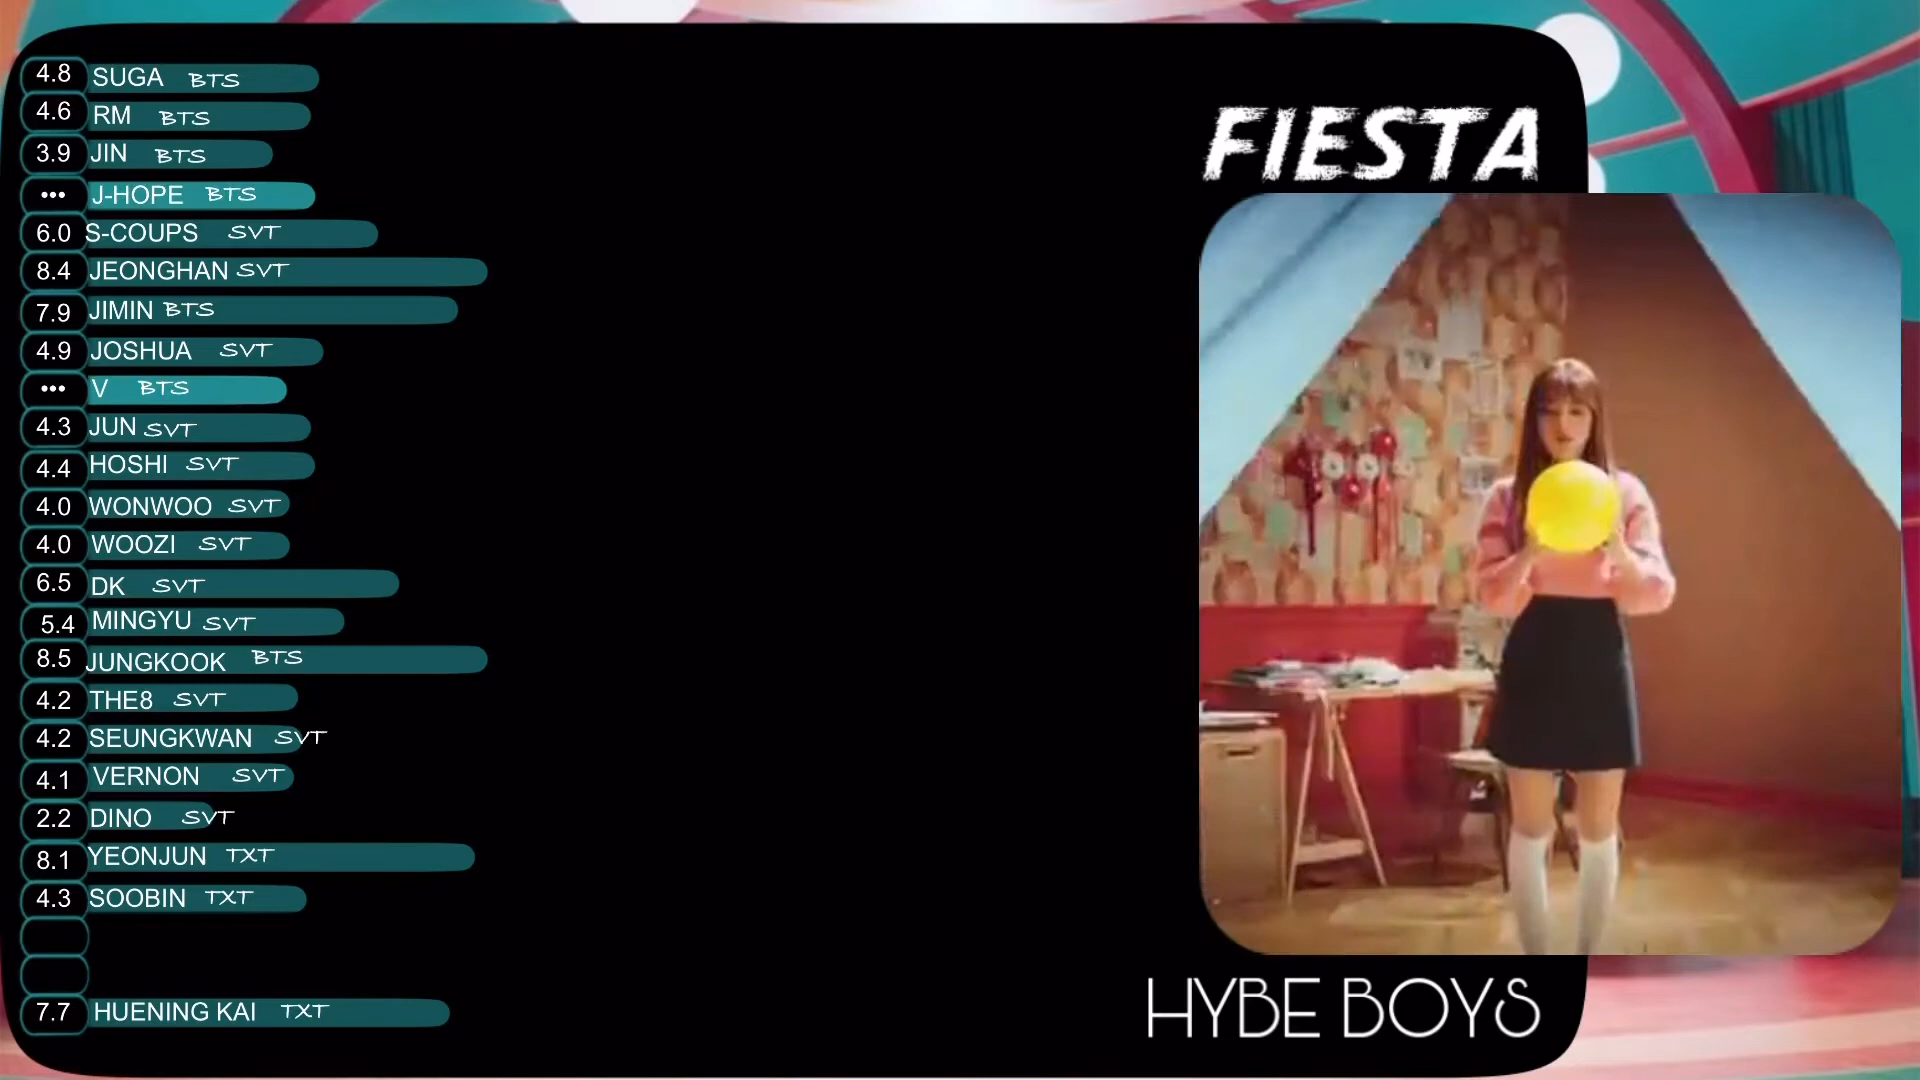 4.8 SUGA BTS
4.6 RM BTS
3.9 JIN BTS
••• J-HOPE BTS
6.0 S-COUPS SVT
8.4 JEONGHAN SVT
7.9 JIMIN BTS
4.9 JOSHUA SVT
••• V BTS
4.3 JUN SVT
4.4 HOSHI SVT
4.0 WONWOO SVT
4.0 WOOZI SVT
6.5 DK SVT
5.4 MINGYU SVT
8.5 JUNGKOOK BTS
4.2 THE8 SVT
4.2 SEUNGKWAN SVT
4.1 VERNON SVT
2.2 DINO SVT
8.1 YEONJUN TXT
4.3 SOOBIN TXT
7.7 HUENING KAI TXT
FIESTA
HYBE BOYS